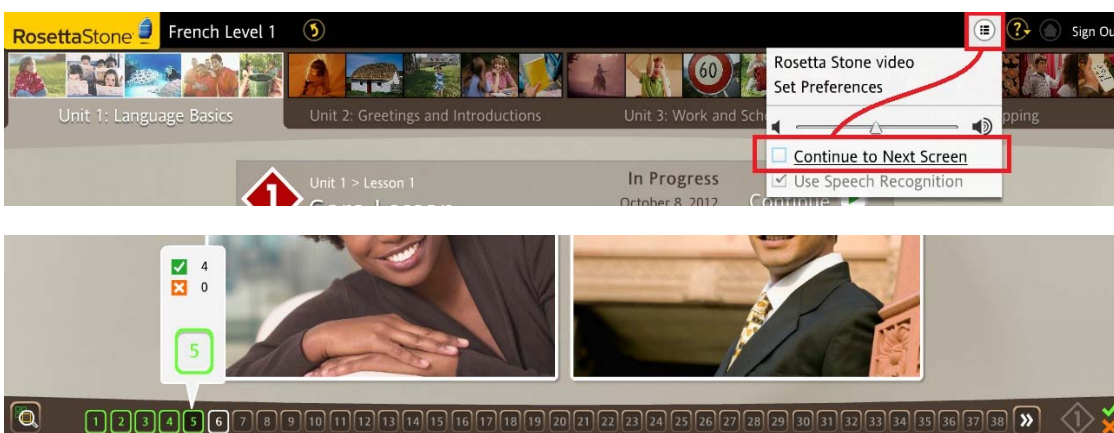 RosettaStone French Level 1 Sign Ou
60
Rosetta Stone video
Set Preferences
Unit 1: Language Basics Unit 2: Greetings and Introductions Unit 3: Work and Sch pping
Continue to Next Screen
Use Speech Recognition
1 Unit 1 > Lesson 1 In Progress
October 8, 2012 Continue
4
0
5
1 2 3 4 5 6 7 8 9 10 11 12 13 14 15 16 17 18 19 20 21 22 23 24 25 26 27 28 29 30 31 32 33 34 35 36 37 38 » 1